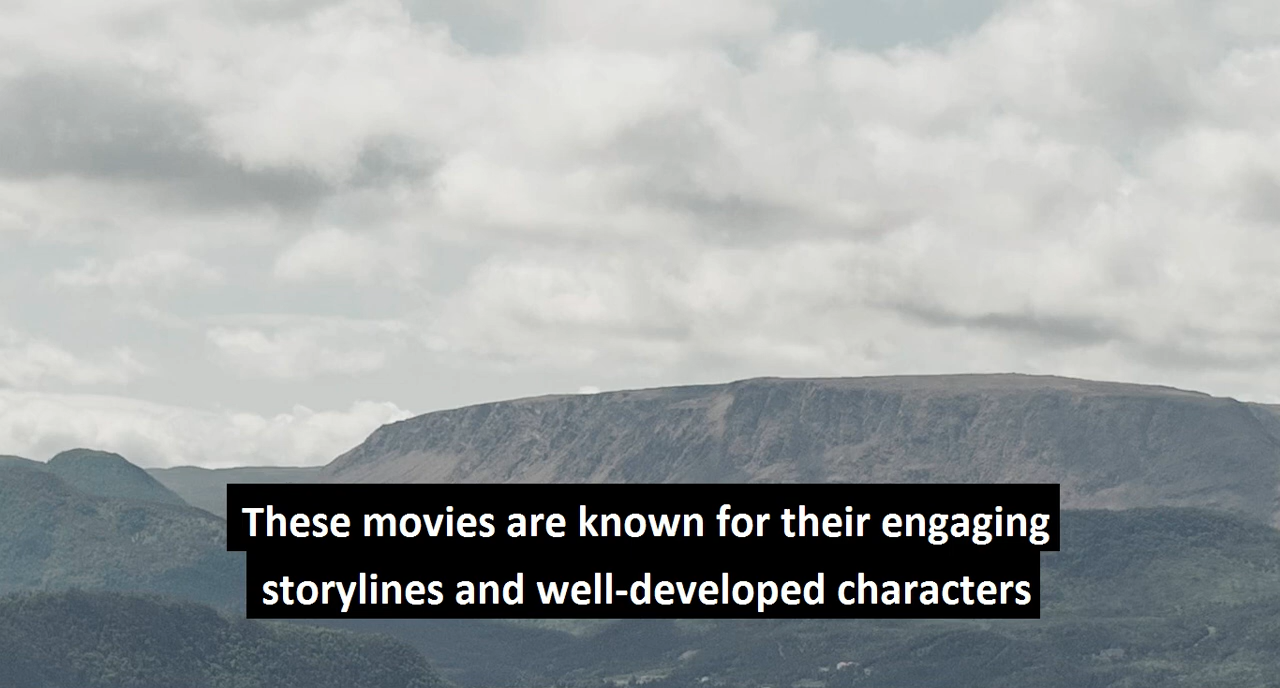 These movies are known for their engaging
storylines and well-developed characters